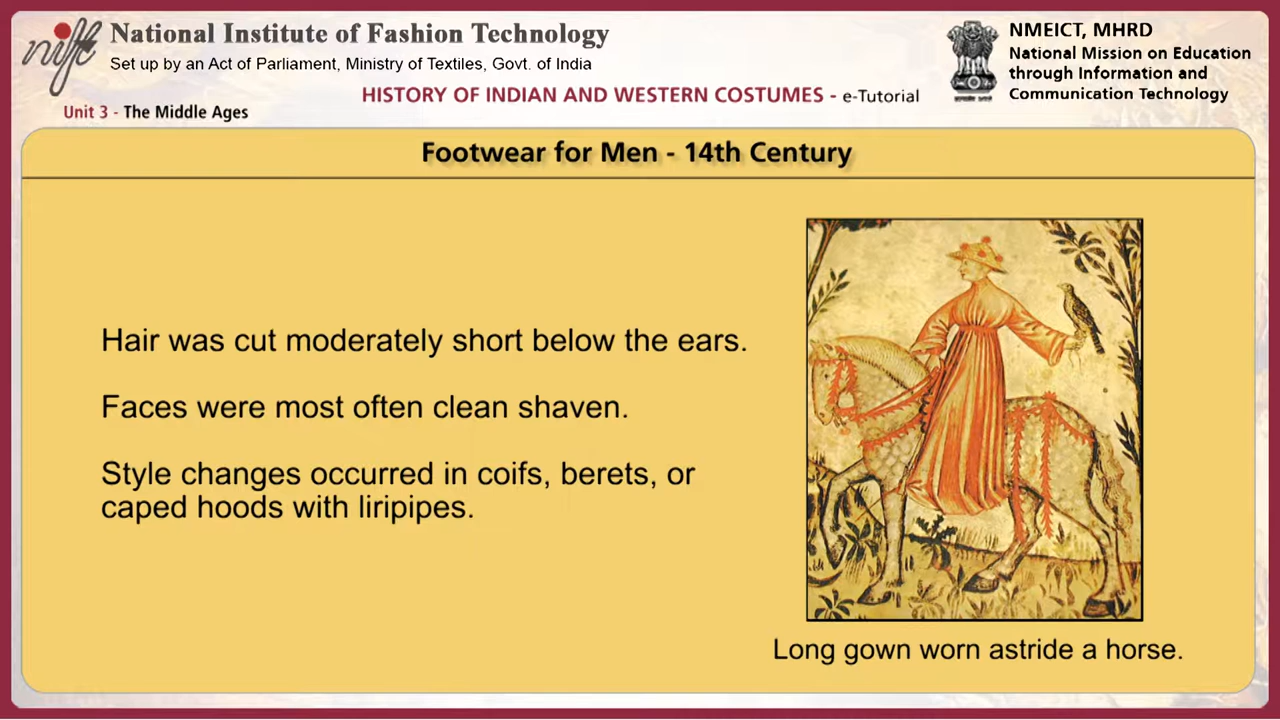 nift
National Institute of Fashion Technology
Set up by an Act of Parliament, Ministry of Textiles, Govt. of India
NMEICT, MHRD
National Mission on Education
through Information and
Communication Technology
HISTORY OF INDIAN AND WESTERN COSTUMES - e-Tutorial
Unit 3 - The Middle Ages
Footwear for Men - 14th Century
Hair was cut moderately short below the ears.
Faces were most often clean shaven.
Style changes occurred in coifs, berets, or
caped hoods with liripipes.
Long gown worn astride a horse.